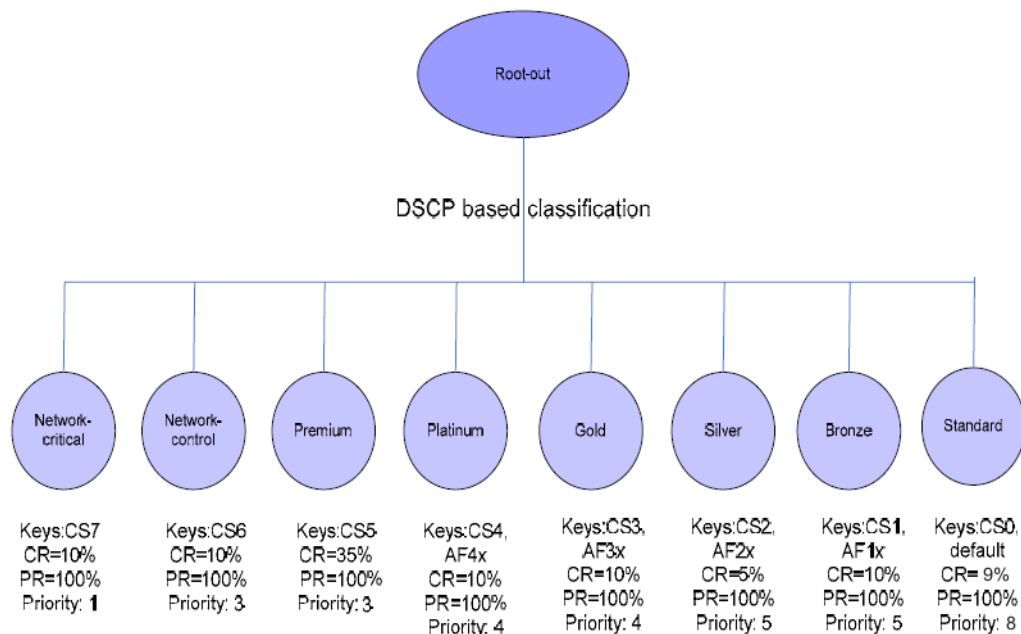 Root-out
DSCP based classification
Network-
critical
Network-
control
Premium
Platinum
Gold
Silver
Bronze
Standard
Keys:CS7
CR=10%
PR=100%
Priority: 1
Keys:CS6
CR=10%
PR=100%
Priority: 3
Keys:CS5
CR=35%
PR=100%
Priority: 3
Keys:CS4,
AF4x
CR=10%
PR=100%
Priority: 4
Keys:CS3,
AF3x
CR=10%
PR=100%
Priority: 4
Keys:CS2,
AF2x
CR=5%
PR=100%
Priority: 5
Keys:CS1,
AF1x
CR=10%
PR=100%
Priority: 5
Keys:CS0,
default
CR= 9%
PR=100%
Priority: 8